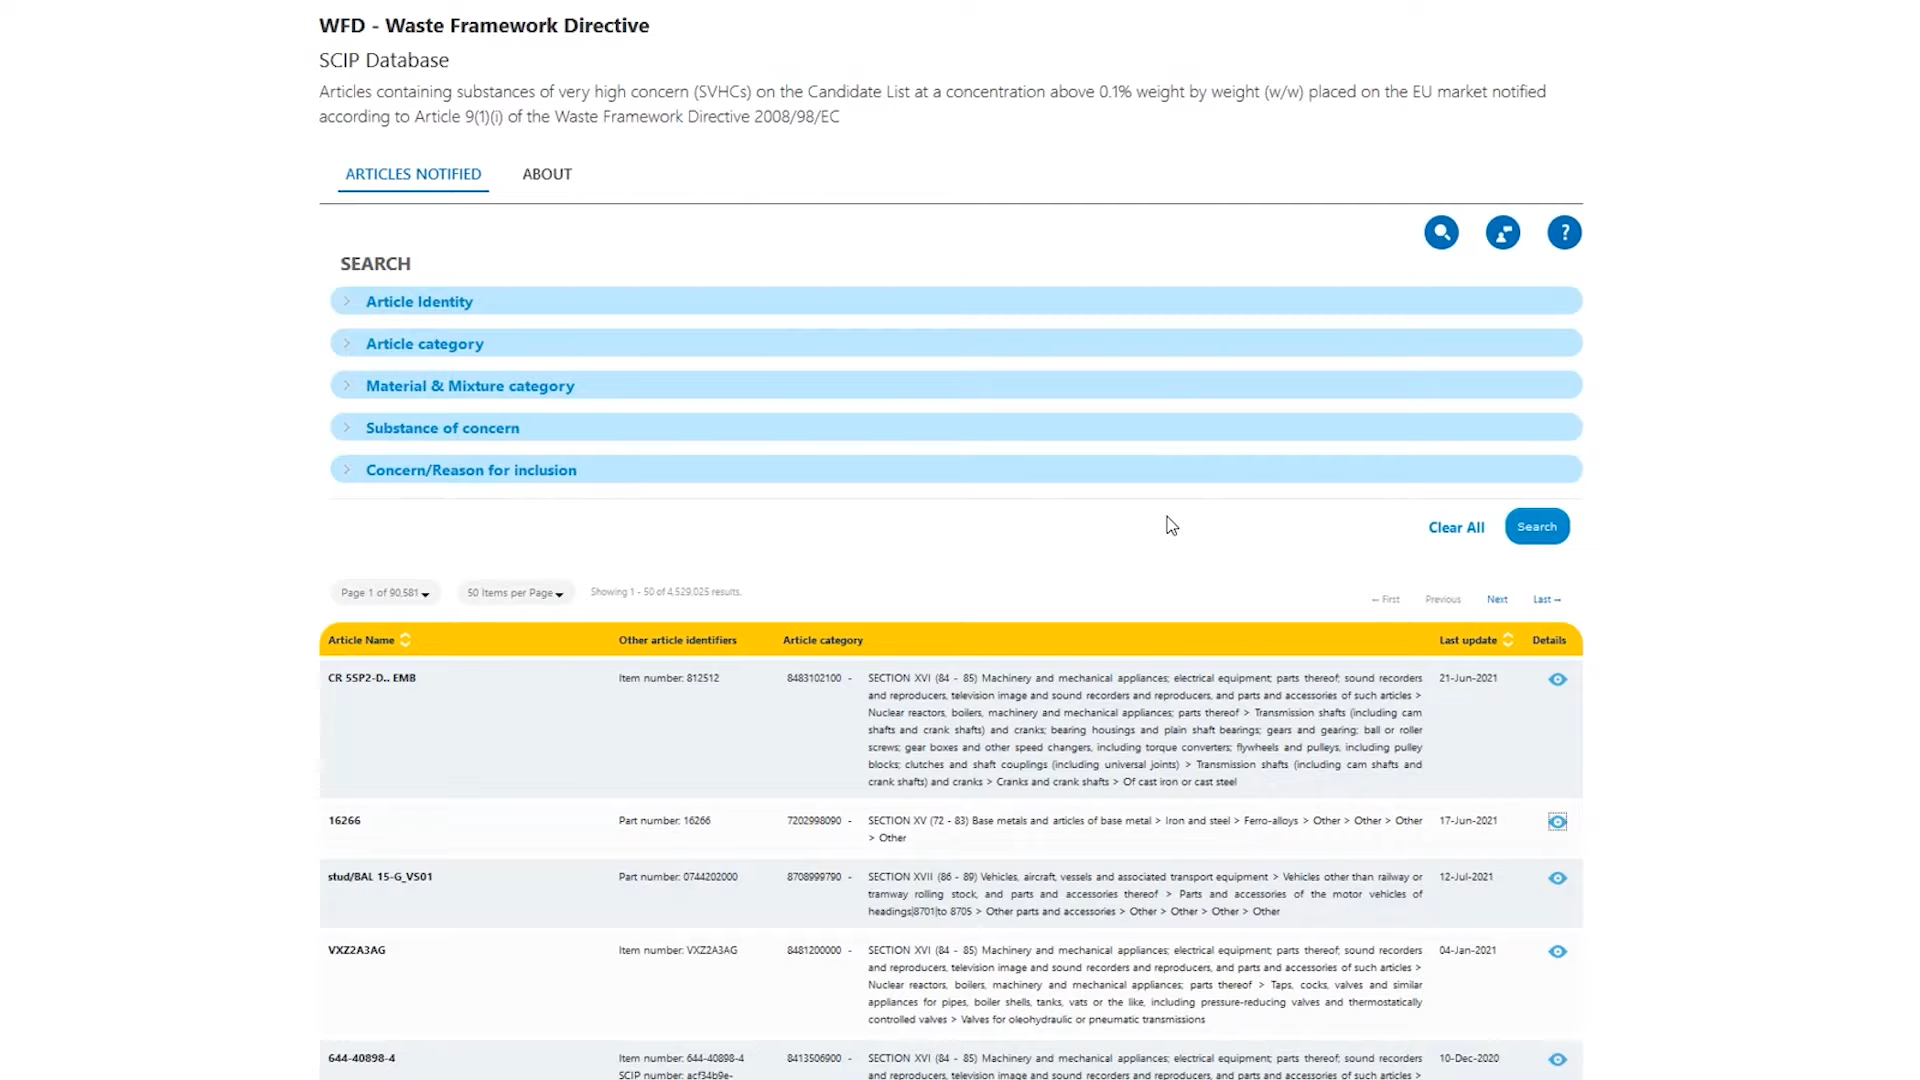 WFD - Waste Framework Directive
SCIP Database
Articles containing substances of very high concern (SVHCs) on the Candidate List at a concentration above 0.1% weight by weight (w/w) placed on the EU market notified
according to Article 9(1)(i) of the Waste Framework Directive 2008/98/EC
ARTICLES NOTIFIED ABOUT
?
SEARCH
Article Identity
Article category
Material & Mixture category
Substance of concern
Concern/Reason for inclusion
Clear All Search
Page 1 of 90,581 50 Items per Page Showing 1 - 50 of 4,529,025 results. ← First Previous Next Last →
Article Name Other article identifiers Article category Last update Details
CR 5SP2-D.. EMB Item number: 812512 8483102100 - SECTION XVI (84 - 85) Machinery and mechanical appliances; electrical equipment; parts thereof; sound recorders 21-Jun-2021
and reproducers, television image and sound recorders and reproducers, and parts and accessories of such articles >
Nuclear reactors, boilers, machinery and mechanical appliances; parts thereof > Transmission shafts (including cam
shafts and crank shafts) and cranks; bearing housings and plain shaft bearings; gears and gearing; ball or roller
screws; gear boxes and other speed changers, including torque converters; flywheels and pulleys, including pulley
blocks; clutches and shaft couplings (including universal joints) > Transmission shafts (including cam shafts and
crank shafts) and cranks > Cranks and crank shafts > Of cast iron or cast steel
16266 Part number: 16266 7202998090 - SECTION XV (72 - 83) Base metals and articles of base metal > Iron and steel > Ferro-alloys > Other > Other > Other 17-Jun-2021
> Other
stud/BAL 15-G_VS01 Part number: 0744202000 8708999790 - SECTION XVII (86 - 89) Vehicles, aircraft, vessels and associated transport equipment > Vehicles other than railway or 12-Jul-2021
tramway rolling stock, and parts and accessories thereof > Parts and accessories of the motor vehicles of
headings|8701|to 8705 > Other parts and accessories > Other > Other > Other > Other
VXZ2A3AG Item number: VXZ2A3AG 8481200000 - SECTION XVI (84 - 85) Machinery and mechanical appliances; electrical equipment; parts thereof; sound recorders 04-Jan-2021
and reproducers, television image and sound recorders and reproducers, and parts and accessories of such articles >
Nuclear reactors, boilers, machinery and mechanical appliances; parts thereof > Taps, cocks, valves and similar
appliances for pipes, boiler shells, tanks, vats or the like, including pressure-reducing valves and thermostatically
controlled valves > Valves for oleohydraulic or pneumatic transmissions
644-40898-4 Item number: 644-40898-4 8413506900 - SECTION XVI (84 - 85) Machinery and mechanical appliances; electrical equipment; parts thereof; sound recorders 10-Dec-2020
SCIP number: acf34b9e- and reproducers, television image and sound recorders and reproducers, and parts and accessories of such articles >